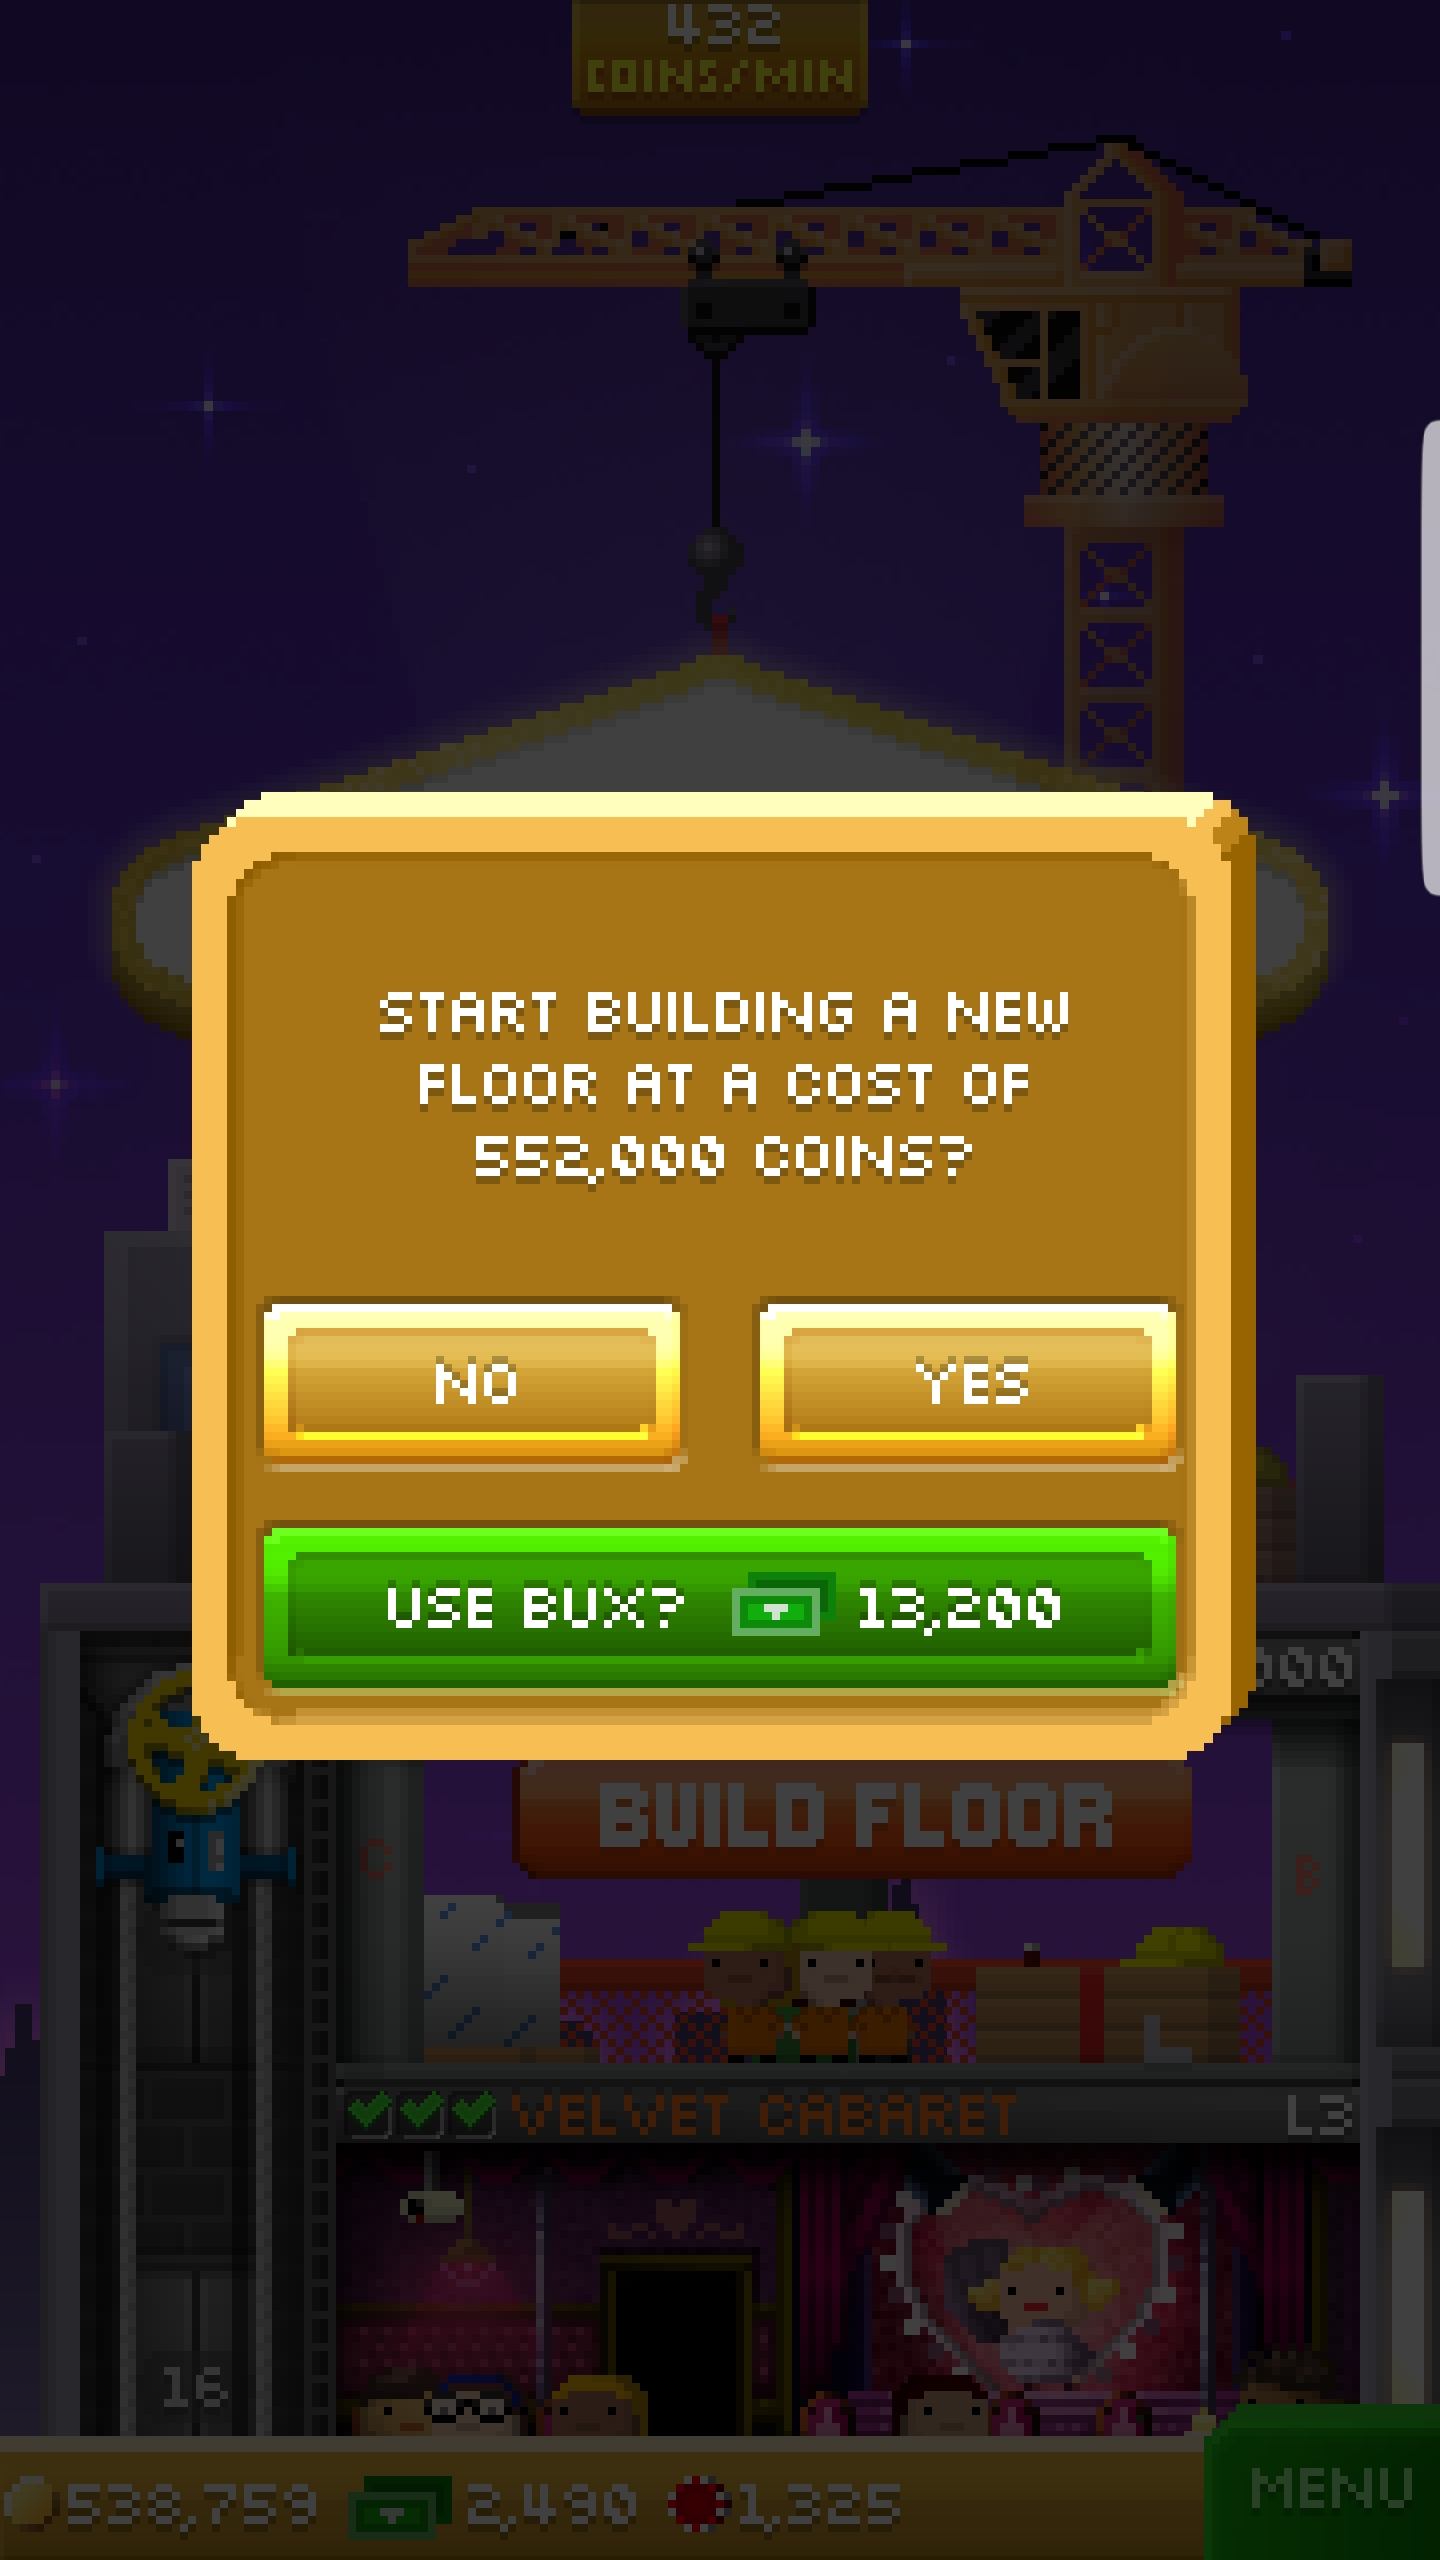 432
COINS/MIN
START BUILDING A NEW
FLOOR AT A COST OF
552,000 COINS?
NO YES
USE BUX? 13,200
000
BUILD FLOOR
C B
VELVET CABARET L3
16
538,759 2,490 1,325 MENU